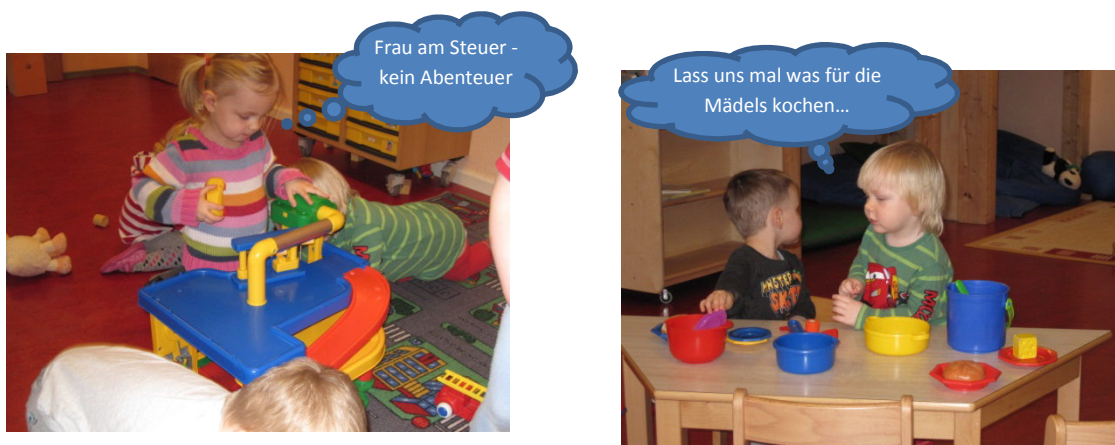 Frau am Steuer -
kein Abenteuer
Lass uns mal was für die
Mädels kochen…